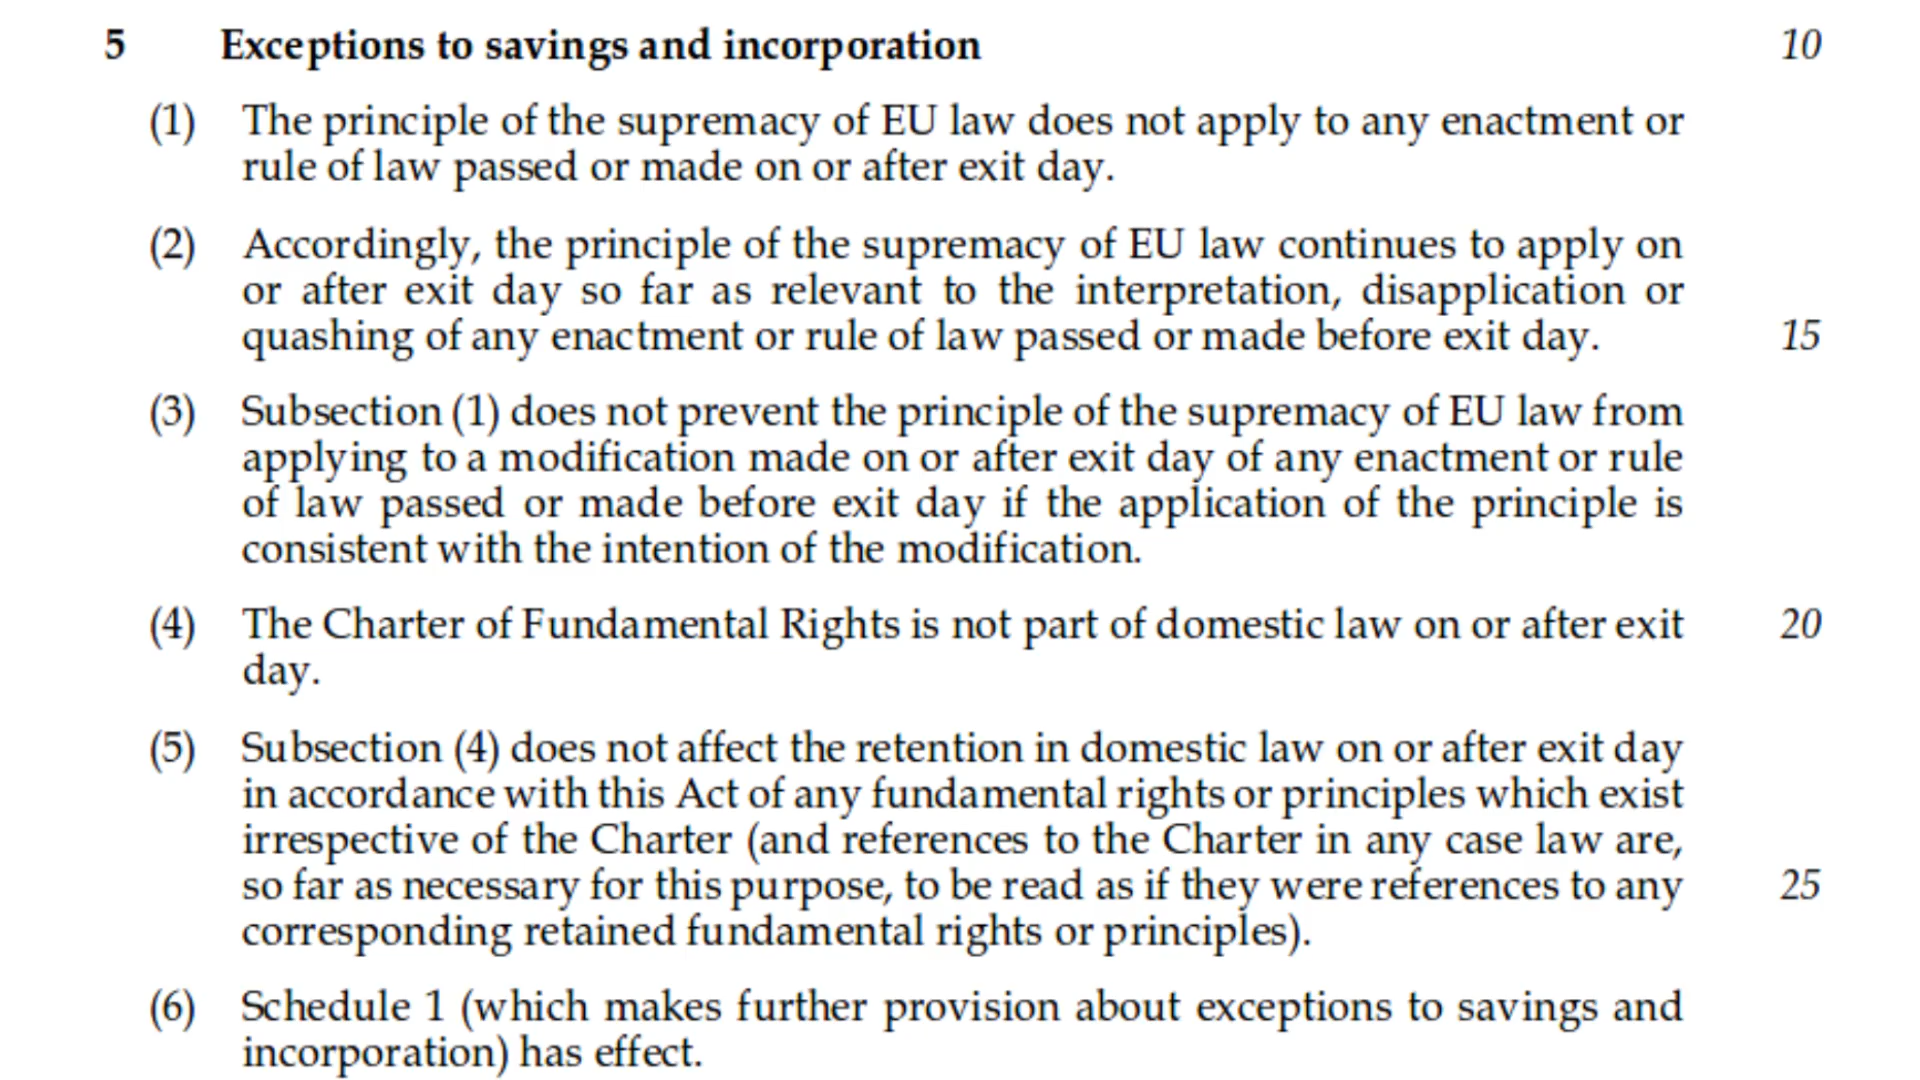 5 Exceptions to savings and incorporation 10
(1) The principle of the supremacy of EU law does not apply to any enactment or
rule of law passed or made on or after exit day.
(2) Accordingly, the principle of the supremacy of EU law continues to apply on
or after exit day so far as relevant to the interpretation, disapplication or
quashing of any enactment or rule of law passed or made before exit day. 15
(3) Subsection (1) does not prevent the principle of the supremacy of EU law from
applying to a modification made on or after exit day of any enactment or rule
of law passed or made before exit day if the application of the principle is
consistent with the intention of the modification.
(4) The Charter of Fundamental Rights is not part of domestic law on or after exit 20
day.
(5) Subsection (4) does not affect the retention in domestic law on or after exit day
in accordance with this Act of any fundamental rights or principles which exist
irrespective of the Charter (and references to the Charter in any case law are,
so far as necessary for this purpose, to be read as if they were references to any 25
corresponding retained fundamental rights or principles).
(6) Schedule 1 (which makes further provision about exceptions to savings and
incorporation) has effect.